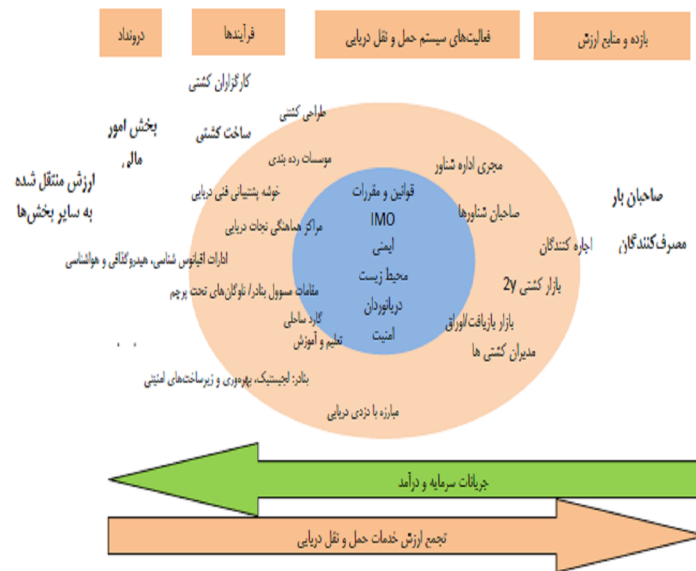 بازده و منابع ارزش
فعالیت‌های سیستم حمل و نقل دریایی
فرآیندها
درونداد
کارگزاران کشتی
طراحی کشتی
ساخت کشتی
بخش امور
مالی
موسسات رده بندی
مجری اداره شناور
ارزش منتقل شده
به سایر بخش‌ها
خوشه پشتیبانی فنی دریایی
قوانین و مقررات
IMO
ایمنی
محیط زیست
دریانوردان
امنیت
صاحبان شناورها
صاحبان بار
مصرف‌کنندگان
مراکز هماهنگی نجات دریایی
اجاره کنندگان
ادارات اقیانوس شناسی، هیدروگرافی و هواشناسی
بازار کشتی 2y
مقامات مسوول بنادر/ ناوگان‌های تحت پرچم
گارد ساحلی
بازار بازیافت/اوراق
تعلیم و آموزش
مدیران کشتی ها
بنادر: لجیستیک، بهره‌وری و زیرساخت‌های امنیتی
مبارزه با دزدی دریایی
جریانات سرمایه و درآمد
تجمع ارزش خدمات حمل و نقل دریایی